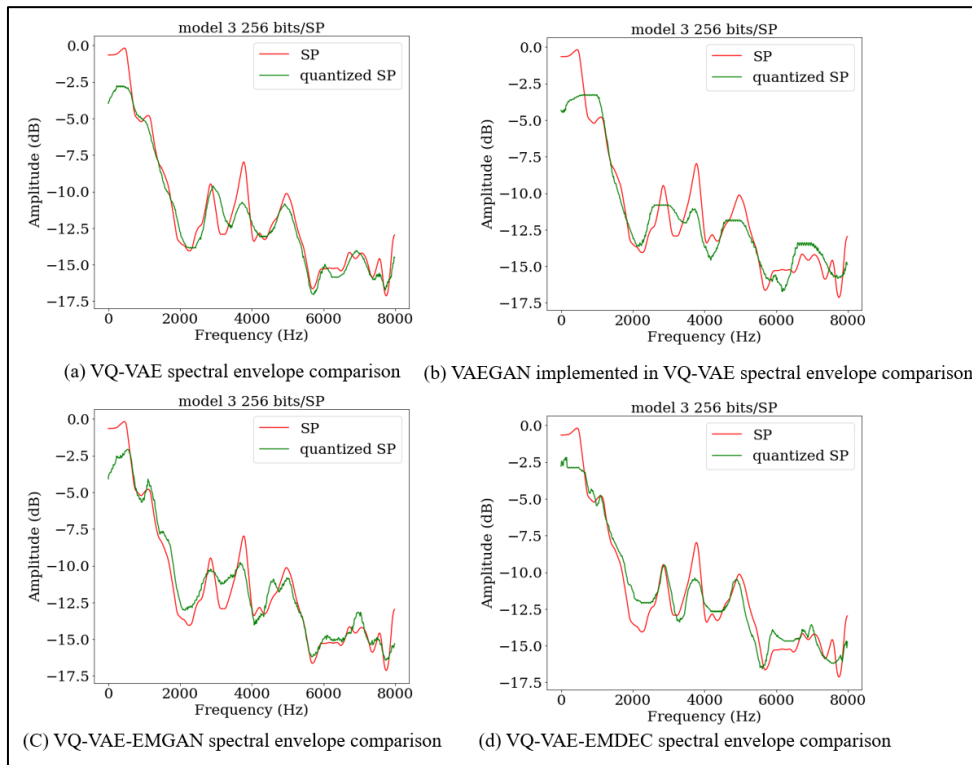 model 3 256 bits/SP
SP
quantized SP
0.0
−2.5
−5.0
−7.5
−10.0
−12.5
−15.0
−17.5
Amplitude (dB)
0
2000
4000
6000
8000
Frequency (Hz)
(a) VQ-VAE spectral envelope comparison
model 3 256 bits/SP
SP
quantized SP
0.0
−2.5
−5.0
−7.5
−10.0
−12.5
−15.0
−17.5
Amplitude (dB)
0
2000
4000
6000
8000
Frequency (Hz)
(b) VAEGAN implemented in VQ-VAE spectral envelope comparison
model 3 256 bits/SP
SP
quantized SP
0.0
−2.5
−5.0
−7.5
−10.0
−12.5
−15.0
−17.5
Amplitude (dB)
0
2000
4000
6000
8000
Frequency (Hz)
(C) VQ-VAE-EMGAN spectral envelope comparison
model 3 256 bits/SP
SP
quantized SP
0.0
−2.5
−5.0
−7.5
−10.0
−12.5
−15.0
−17.5
Amplitude (dB)
0
2000
4000
6000
8000
Frequency (Hz)
(d) VQ-VAE-EMDEC spectral envelope comparison